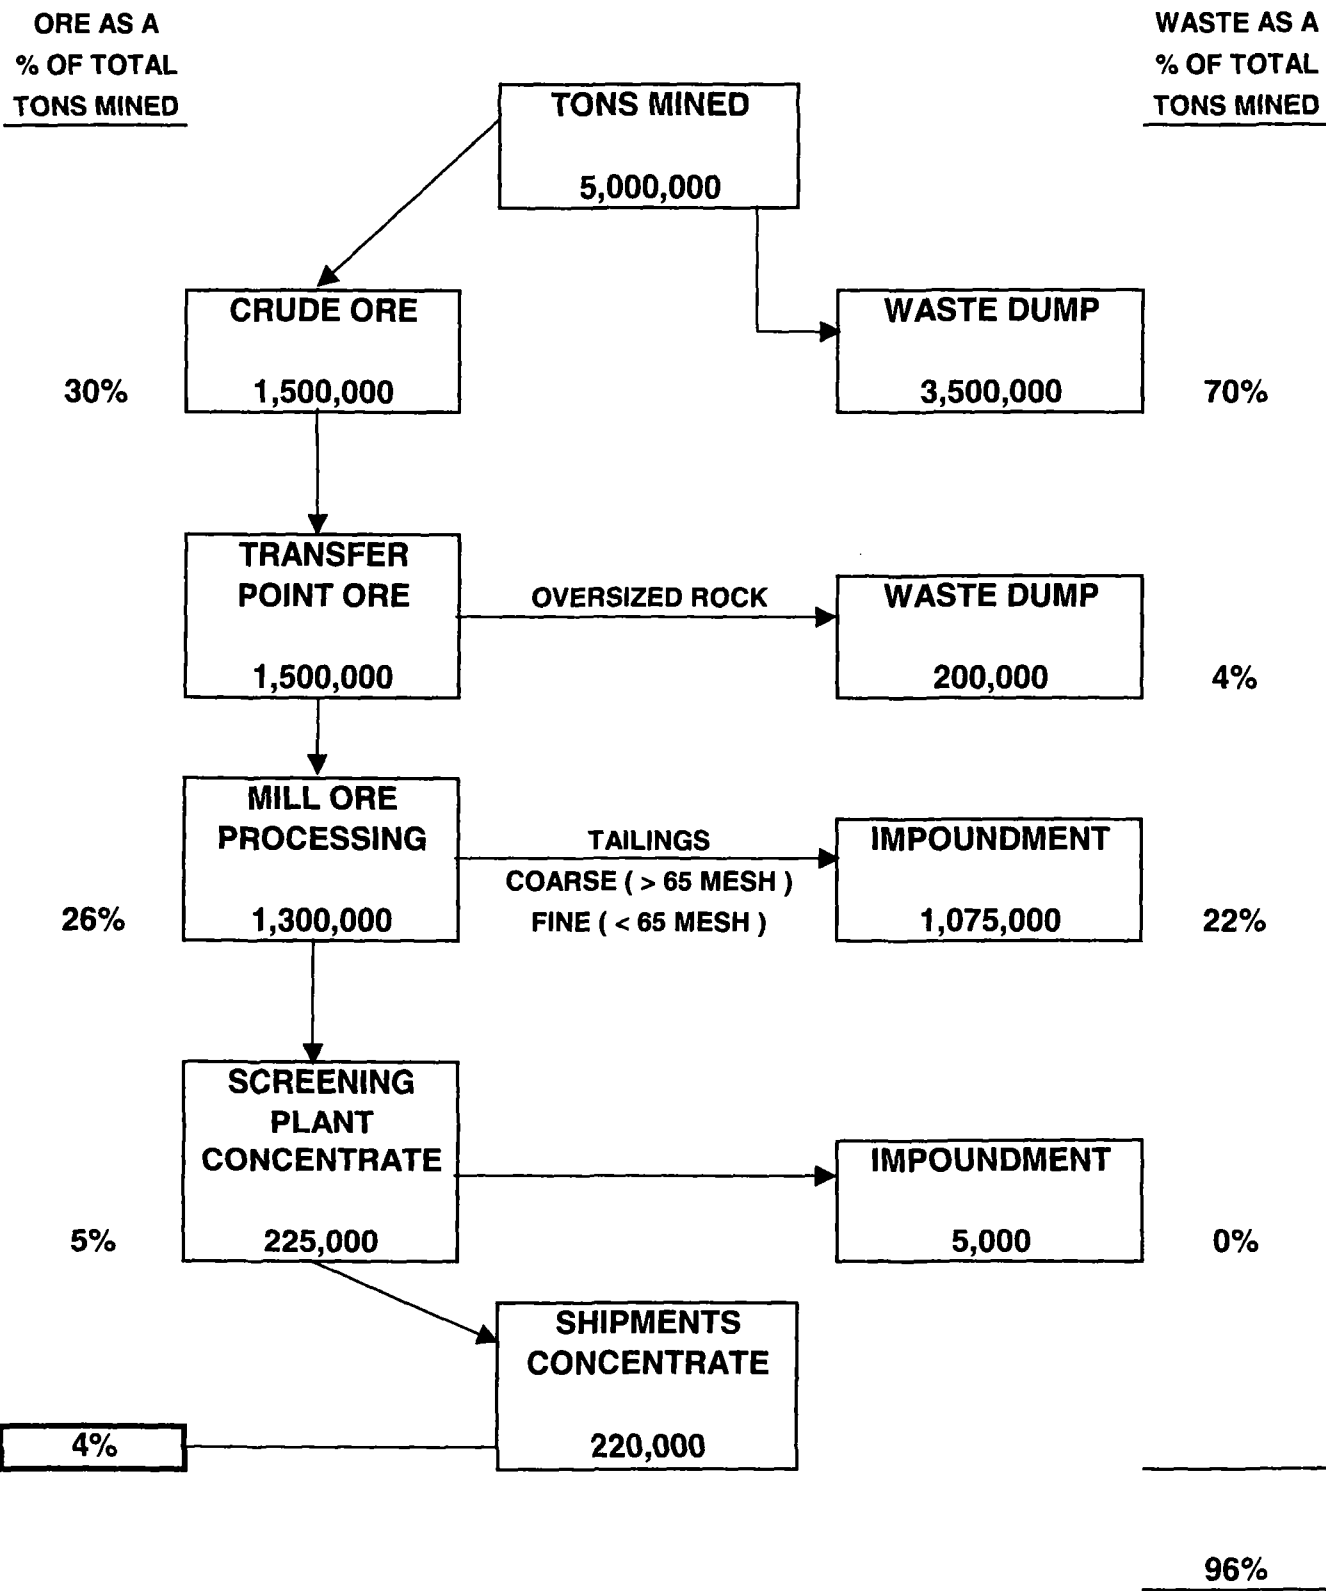 ORE AS A
% OF TOTAL
TONS MINED
WASTE AS A
% OF TOTAL
TONS MINED
TONS MINED
5,000,000
CRUDE ORE
30%
1,500,000
WASTE DUMP
3,500,000
70%
TRANSFER
POINT ORE
1,500,000
OVERSIZED ROCK
WASTE DUMP
200,000
4%
MILL ORE
PROCESSING
26%
1,300,000
TAILINGS
COARSE ( > 65 MESH )
FINE ( < 65 MESH )
IMPOUNDMENT
1,075,000
22%
SCREENING
PLANT
CONCENTRATE
5%
225,000
IMPOUNDMENT
5,000
0%
SHIPMENTS
CONCENTRATE
4%
220,000
96%